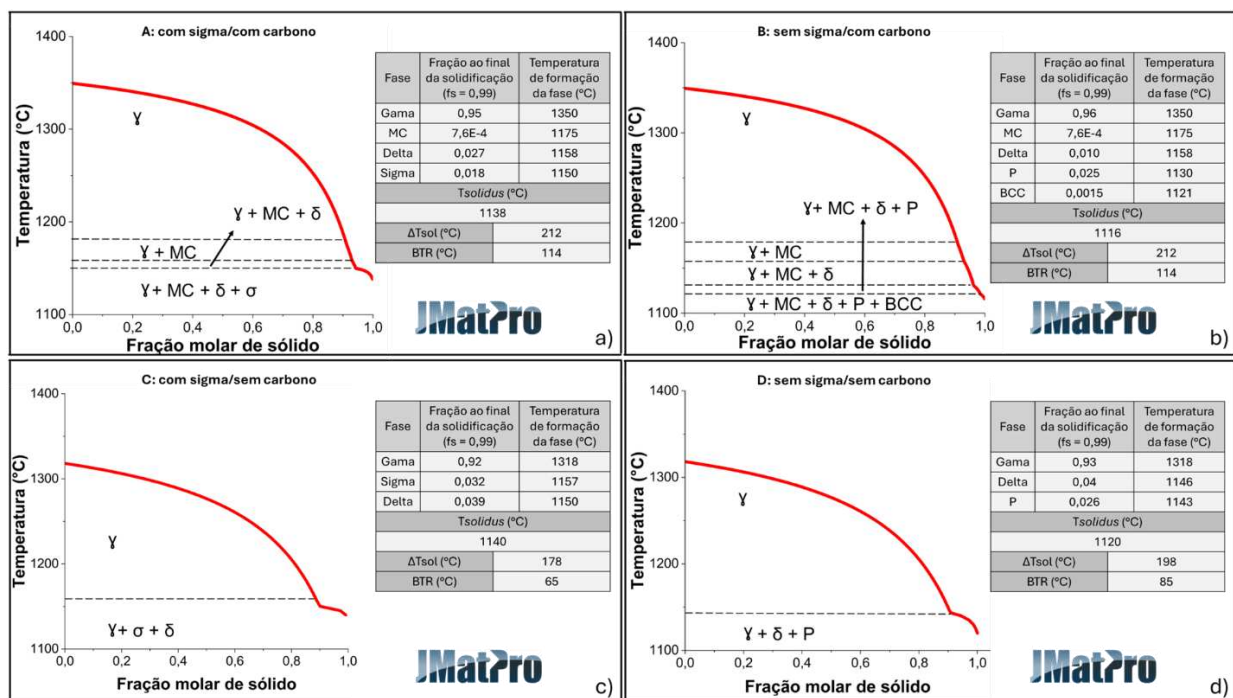 A: com sigma/com carbono
1400
1300
1200
1100
Temperatura (°C)
ɣ
ɣ + MC + δ
ɣ + MC
ɣ+ MC + δ + σ
0,0 0,2 0,4 0,6 0,8 1,0
Fração molar de sólido
Fase Fração ao final da solidificação (fs = 0,99) Temperatura de formação da fase (°C)
Gama 0,95 1350
MC 7,6E-4 1175
Delta 0,027 1158
Sigma 0,018 1150
Tsolidus (°C)
1138
ΔTsol (°C) 212
BTR (°C) 114
JMatPro
a)
B: sem sigma/com carbono
1400
1300
1200
1100
Temperatura (°C)
ɣ
ɣ+ MC + δ + P
ɣ + MC
ɣ + MC + δ
ɣ + MC + δ + P + BCC
0,0 0,2 0,4 0,6 0,8 1,0
Fração molar de sólido
Fase Fração ao final da solidificação (fs = 0,99) Temperatura de formação da fase (°C)
Gama 0,96 1350
MC 7,6E-4 1175
Delta 0,010 1158
P 0,025 1130
BCC 0,0015 1121
Tsolidus (°C)
1116
ΔTsol (°C) 212
BTR (°C) 114
JMatPro
b)
C: com sigma/sem carbono
1400
1300
1200
1100
Temperatura (°C)
ɣ
ɣ+ σ + δ
0,0 0,2 0,4 0,6 0,8 1,0
Fração molar de sólido
Fase Fração ao final da solidificação (fs = 0,99) Temperatura de formação da fase (°C)
Gama 0,92 1318
Sigma 0,032 1157
Delta 0,039 1150
Tsolidus (°C)
1140
ΔTsol (°C) 178
BTR (°C) 65
JMatPro
c)
D: sem sigma/sem carbono
1400
1300
1200
1100
Temperatura (°C)
ɣ
ɣ + δ + P
0,0 0,2 0,4 0,6 0,8 1,0
Fração molar de sólido
Fase Fração ao final da solidificação (fs = 0,99) Temperatura de formação da fase (°C)
Gama 0,93 1318
Delta 0,04 1146
P 0,026 1143
Tsolidus (°C)
1120
ΔTsol (°C) 198
BTR (°C) 85
JMatPro
d)